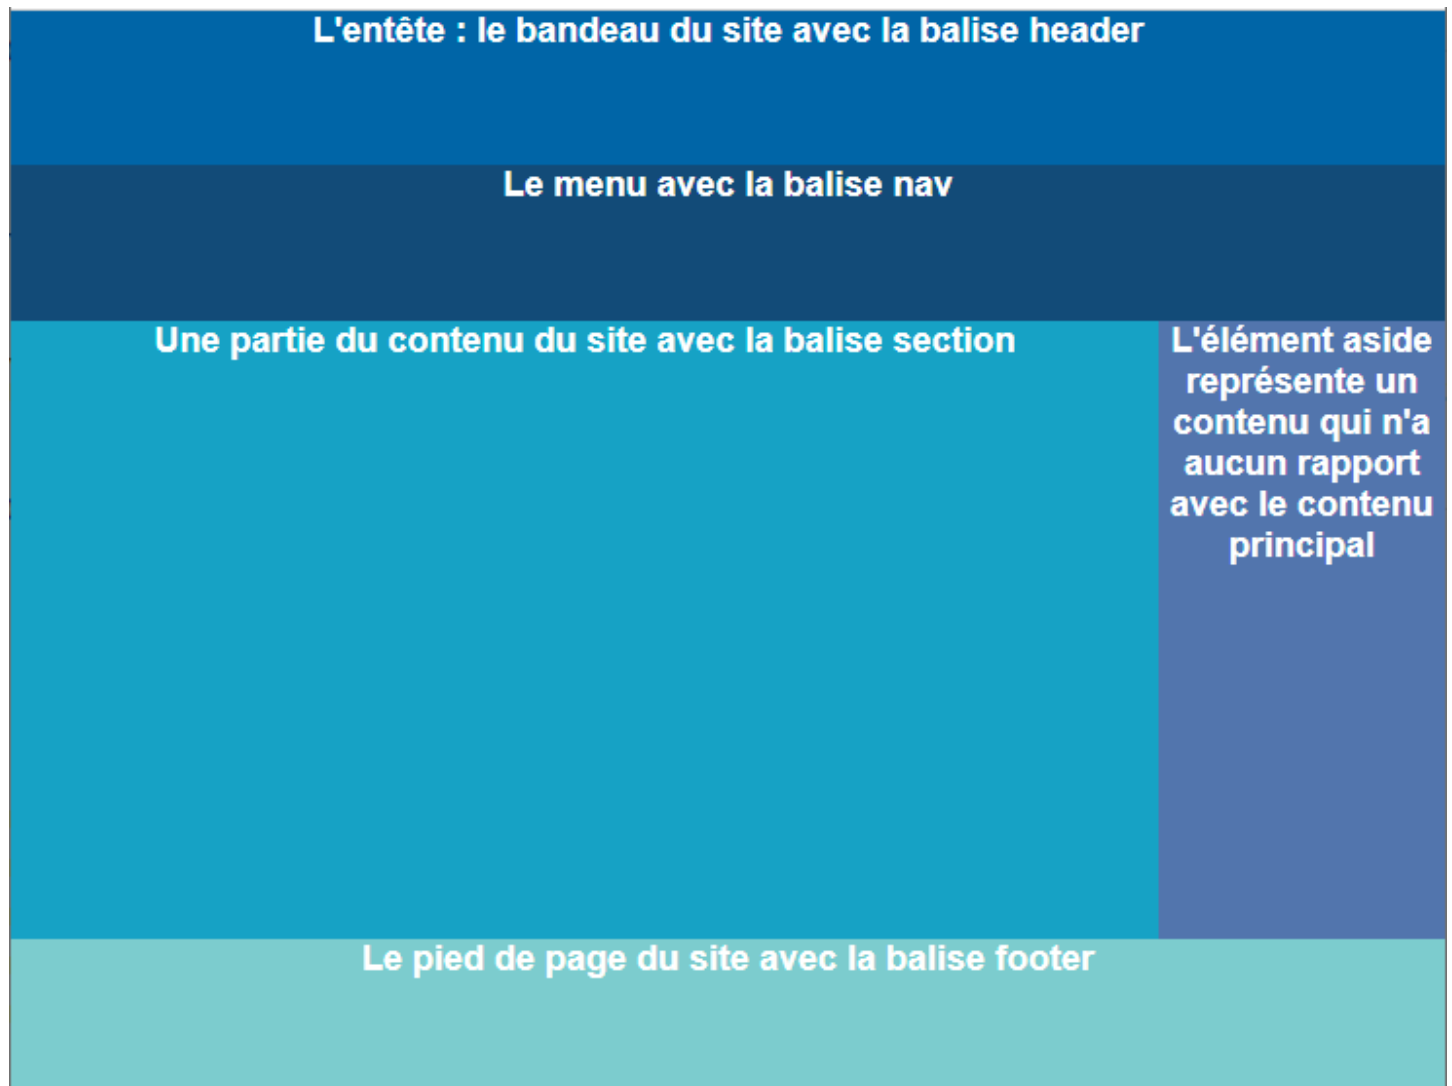 L'entête : le bandeau du site avec la balise header
Le menu avec la balise nav
Une partie du contenu du site avec la balise section
L'élément aside
représente un
contenu qui n'a
aucun rapport
avec le contenu
principal
Le pied de page du site avec la balise footer